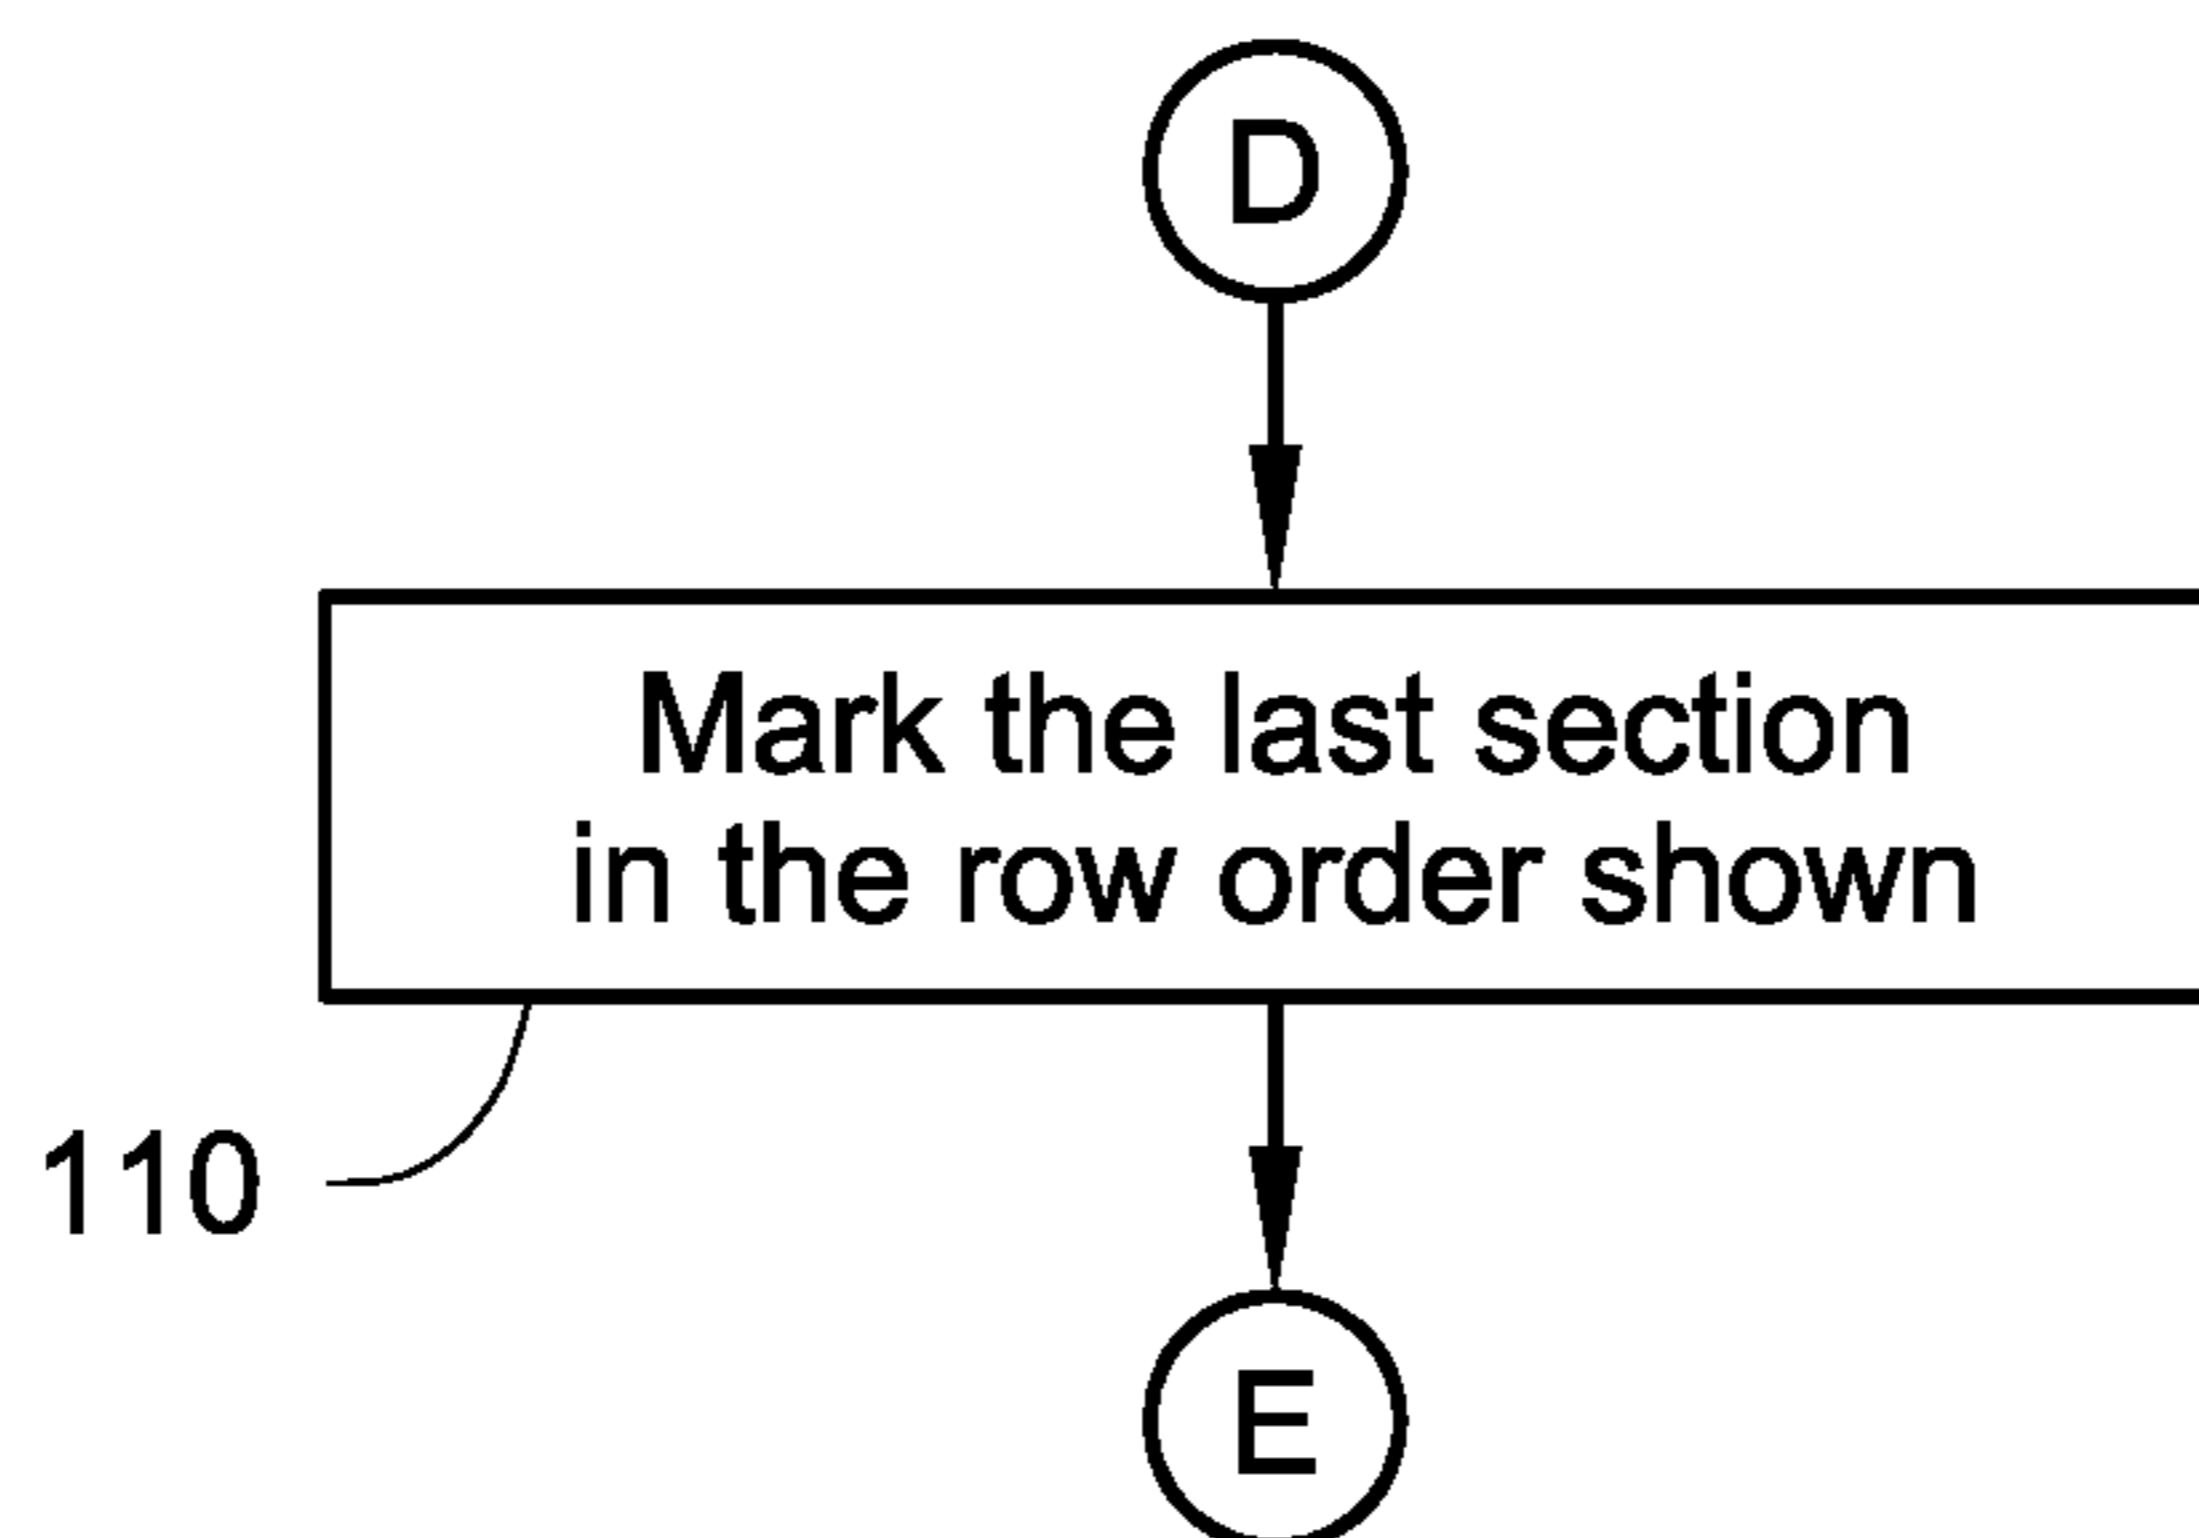 D
Mark the last section
in the row order shown
110
E